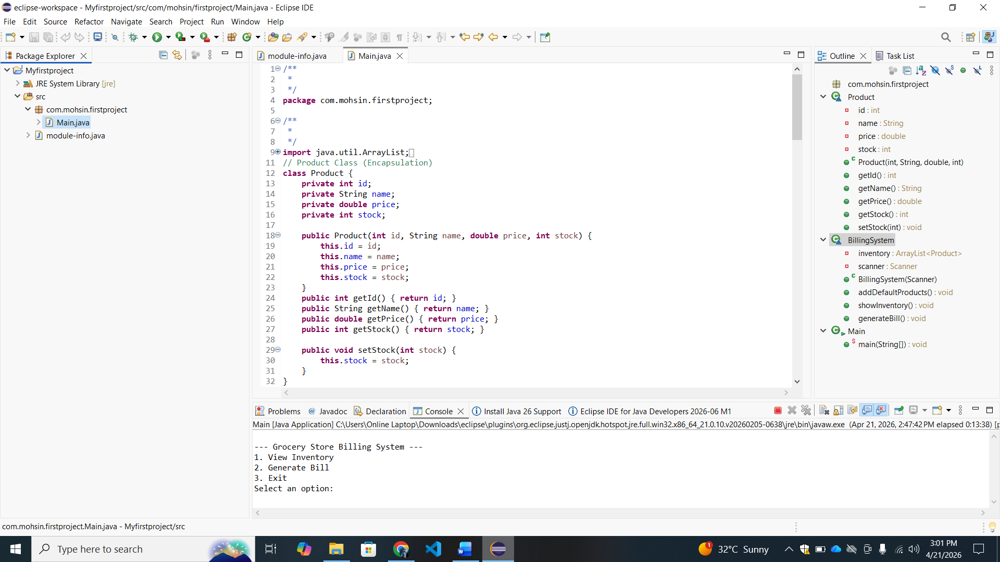 eclipse-workspace - Myfirstproject/src/com/mohsin/firstproject/Main.java - Eclipse IDE
File Edit Source Refactor Navigate Search Project Run Window Help
Package Explorer
Myfirstproject
JRE System Library [jre]
src
com.mohsin.firstproject
Main.java
module-info.java
module-info.java
Main.java
1 /**
2 *
3 */
4 package com.mohsin.firstproject;
5
6 /**
7 *
8 */
9 import java.util.ArrayList;
11 // Product Class (Encapsulation)
12 class Product {
13 private int id;
14 private String name;
15 private double price;
16 private int stock;
17
18 public Product(int id, String name, double price, int stock) {
19 this.id = id;
20 this.name = name;
21 this.price = price;
22 this.stock = stock;
23 }
24 public int getId() { return id; }
25 public String getName() { return name; }
26 public double getPrice() { return price; }
27 public int getStock() { return stock; }
28
29 public void setStock(int stock) {
30 this.stock = stock;
31 }
32 }
Outline Task List
com.mohsin.firstproject
Product
id : int
name : String
price : double
stock : int
Product(int, String, double, int)
getId() : int
getName() : String
getPrice() : double
getStock() : int
setStock(int) : void
BillingSystem
inventory : ArrayList<Product>
scanner : Scanner
BillingSystem(Scanner)
addDefaultProducts() : void
showInventory() : void
generateBill() : void
Main
main(String[]) : void
Problems Javadoc Declaration Console Install Java 26 Support Eclipse IDE for Java Developers 2026-06 M1
Main [Java Application] C:\Users\Online Laptop\Downloads\eclipse\plugins\org.eclipse.justj.openjdk.hotspot.jre.full.win32.x86_64_21.0.10.v20260205-0638\jre\bin\javaw.exe (Apr 21, 2026, 2:47:42 PM elapsed 0:13:38) [p
--- Grocery Store Billing System ---
1. View Inventory
2. Generate Bill
3. Exit
Select an option:
com.mohsin.firstproject.Main.java - Myfirstproject/src
Type here to search
1
32°C Sunny
3:01 PM
4/21/2026